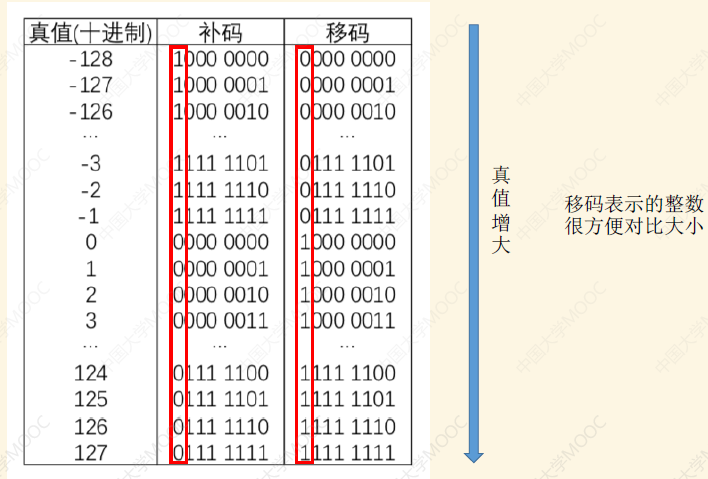 真值(十进制) 补码 移码
-128 1000 0000 0000 0000
-127 1000 0001 0000 0001
-126 1000 0010 0000 0010
... ... ...
-3 1111 1101 0111 1101
-2 1111 1110 0111 1110
-1 1111 1111 0111 1111
0 0000 0000 1000 0000
1 0000 0001 1000 0001
2 0000 0010 1000 0010
3 0000 0011 1000 0011
... ... ...
124 0111 1100 1111 1100
125 0111 1101 1111 1101
126 0111 1110 1111 1110
127 0111 1111 1111 1111
真
值
增
大
移码表示的整数
很方便对比大小
中国大学MOOC